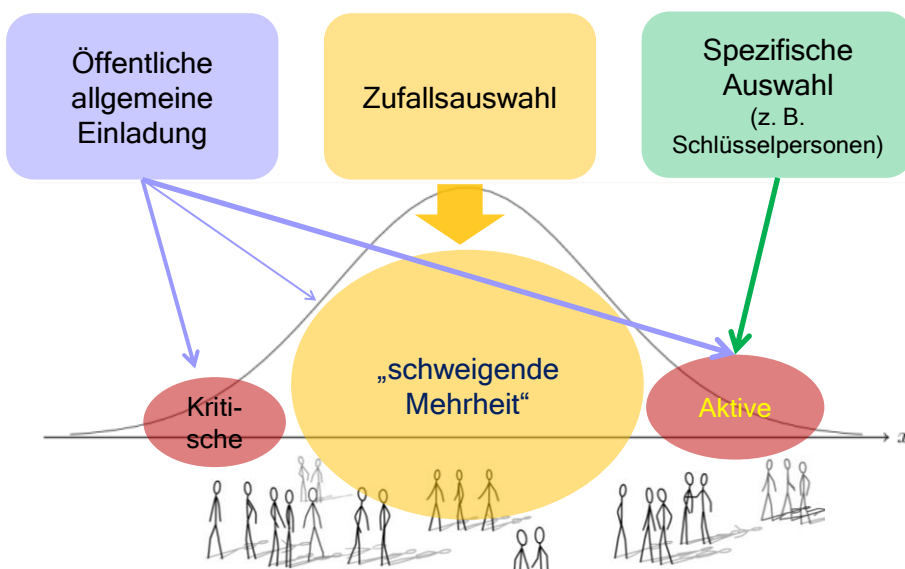 Öffentliche
allgemeine
Einladung
Zufallsauswahl
Spezifische
Auswahl
(z. B.
Schlüsselpersonen)
„schweigende
Mehrheit“
Kriti-
sche
Aktive
x